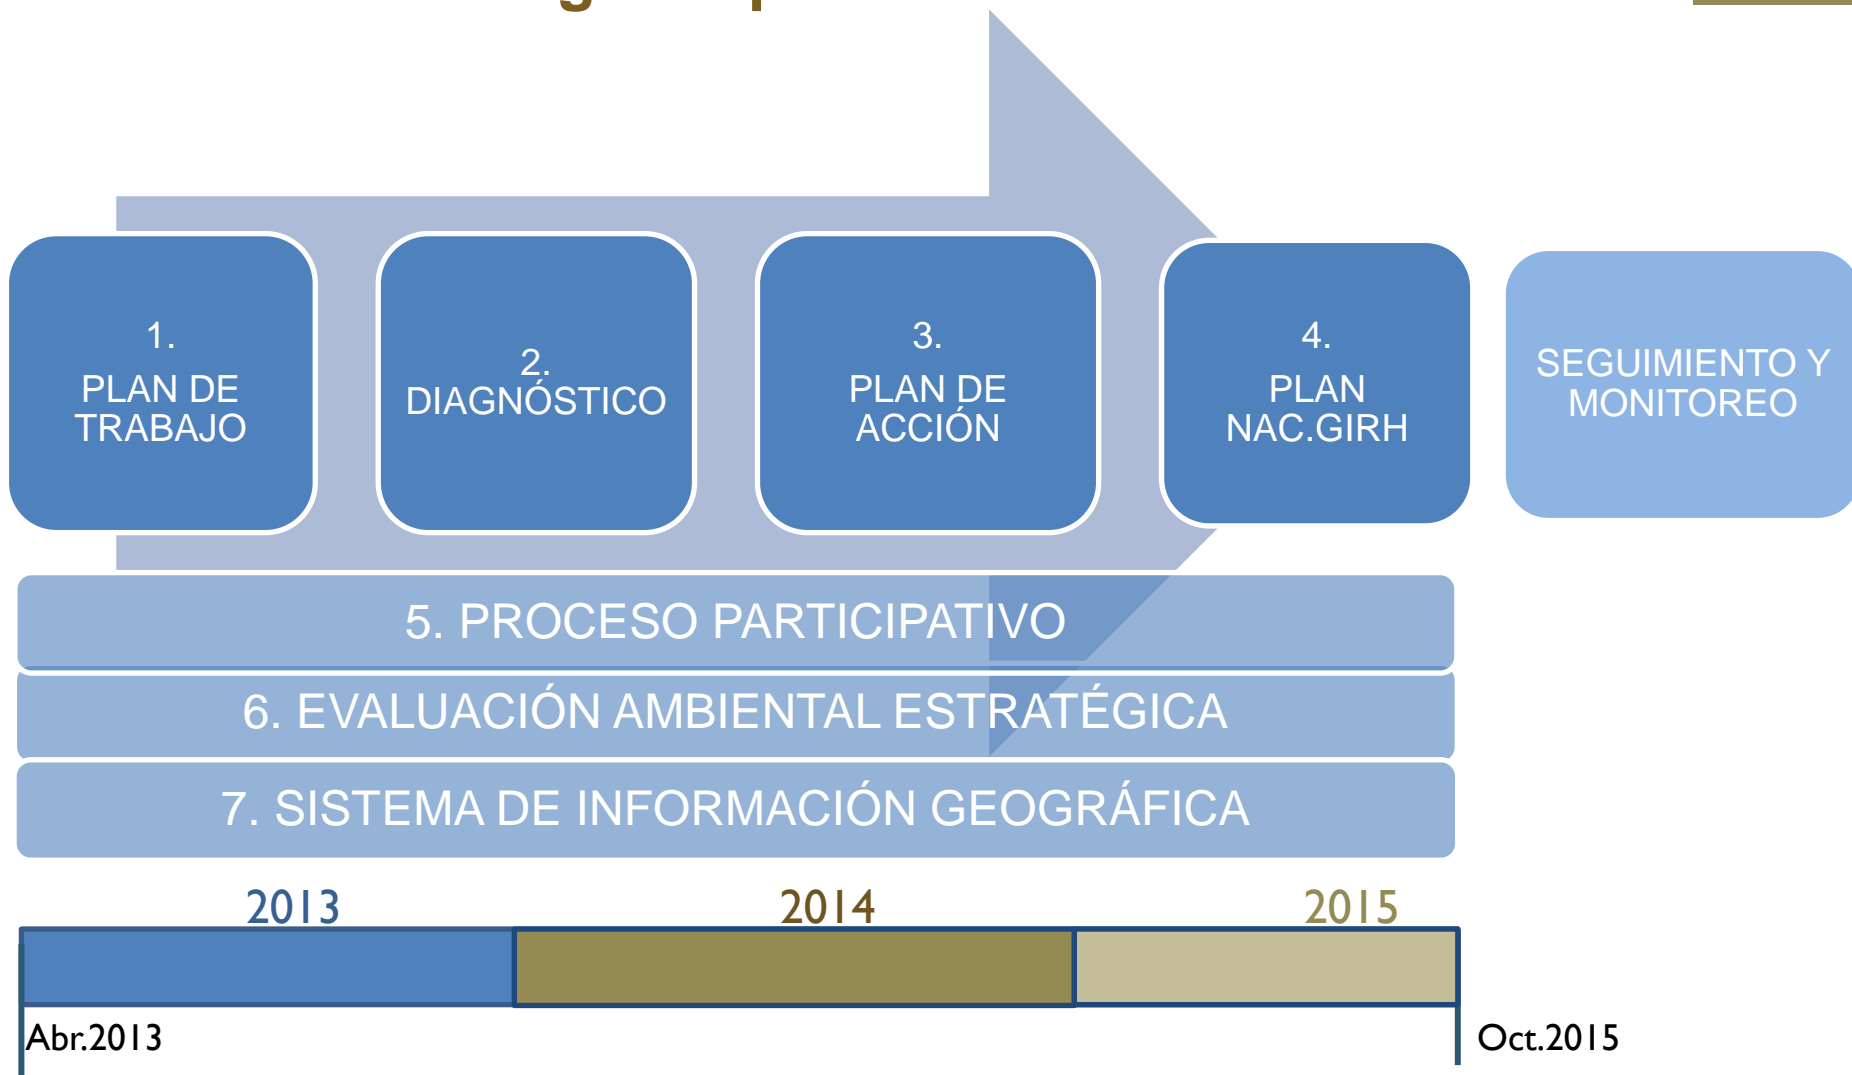 1.
PLAN DE
TRABAJO
2.
DIAGNÓSTICO
3.
PLAN DE
ACCIÓN
4.
PLAN
NAC.GIRH
SEGUIMIENTO Y
MONITOREO
5. PROCESO PARTICIPATIVO
6. EVALUACIÓN AMBIENTAL ESTRATÉGICA
7. SISTEMA DE INFORMACIÓN GEOGRÁFICA
2013
2014
2015
Abr.2013
Oct.2015